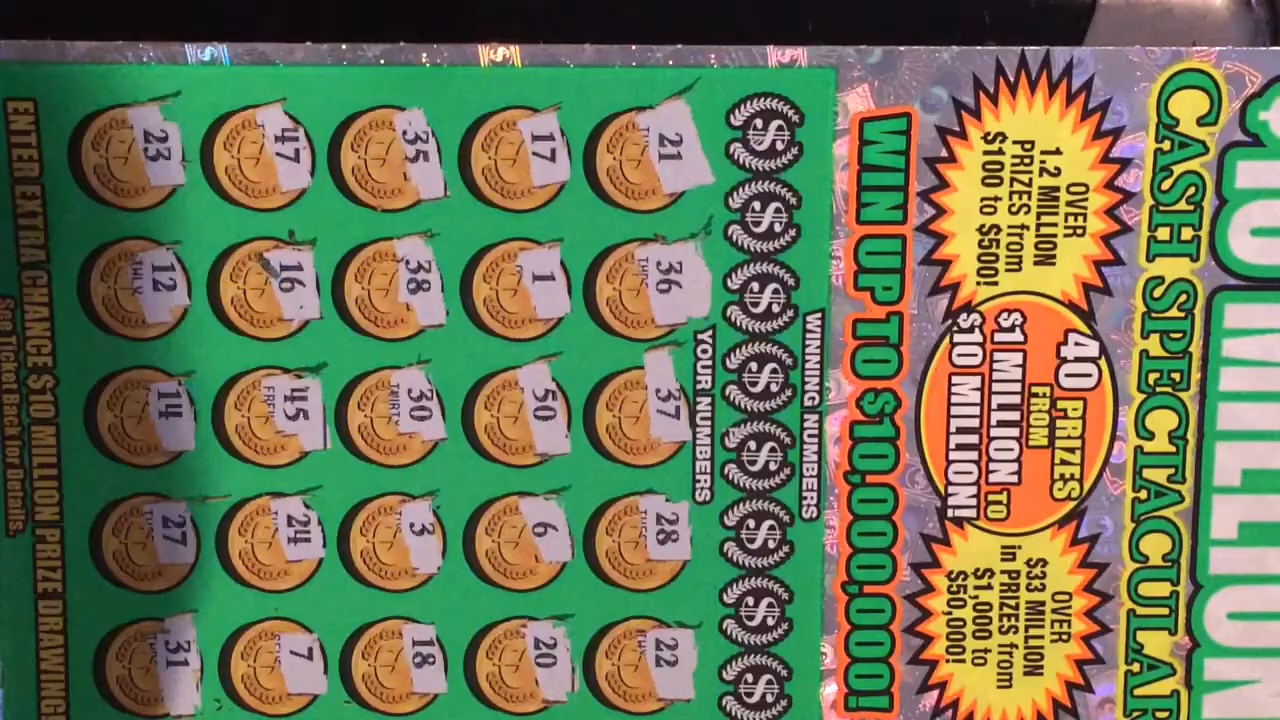 $10 MILLION
CASH SPECTACULAR
OVER
1.2 MILLION
PRIZES from
$100 to $500!
40 PRIZES
FROM
$1 MILLION TO
$10 MILLION!
OVER
$33 MILLION
in PRIZES from
$1,000 to
$50,000!
WIN UP TO $10,000,000!
WINNING NUMBERS
YOUR NUMBERS
21 36 37 28 22
17 1 50 6 20
35 38 30 3 18
THIRTY
47 16 45 24 7
23 12 14 27 31
ENTER EXTRA CHANCE $10 MILLION PRIZE DRAWING!
See Ticket Back for Details.